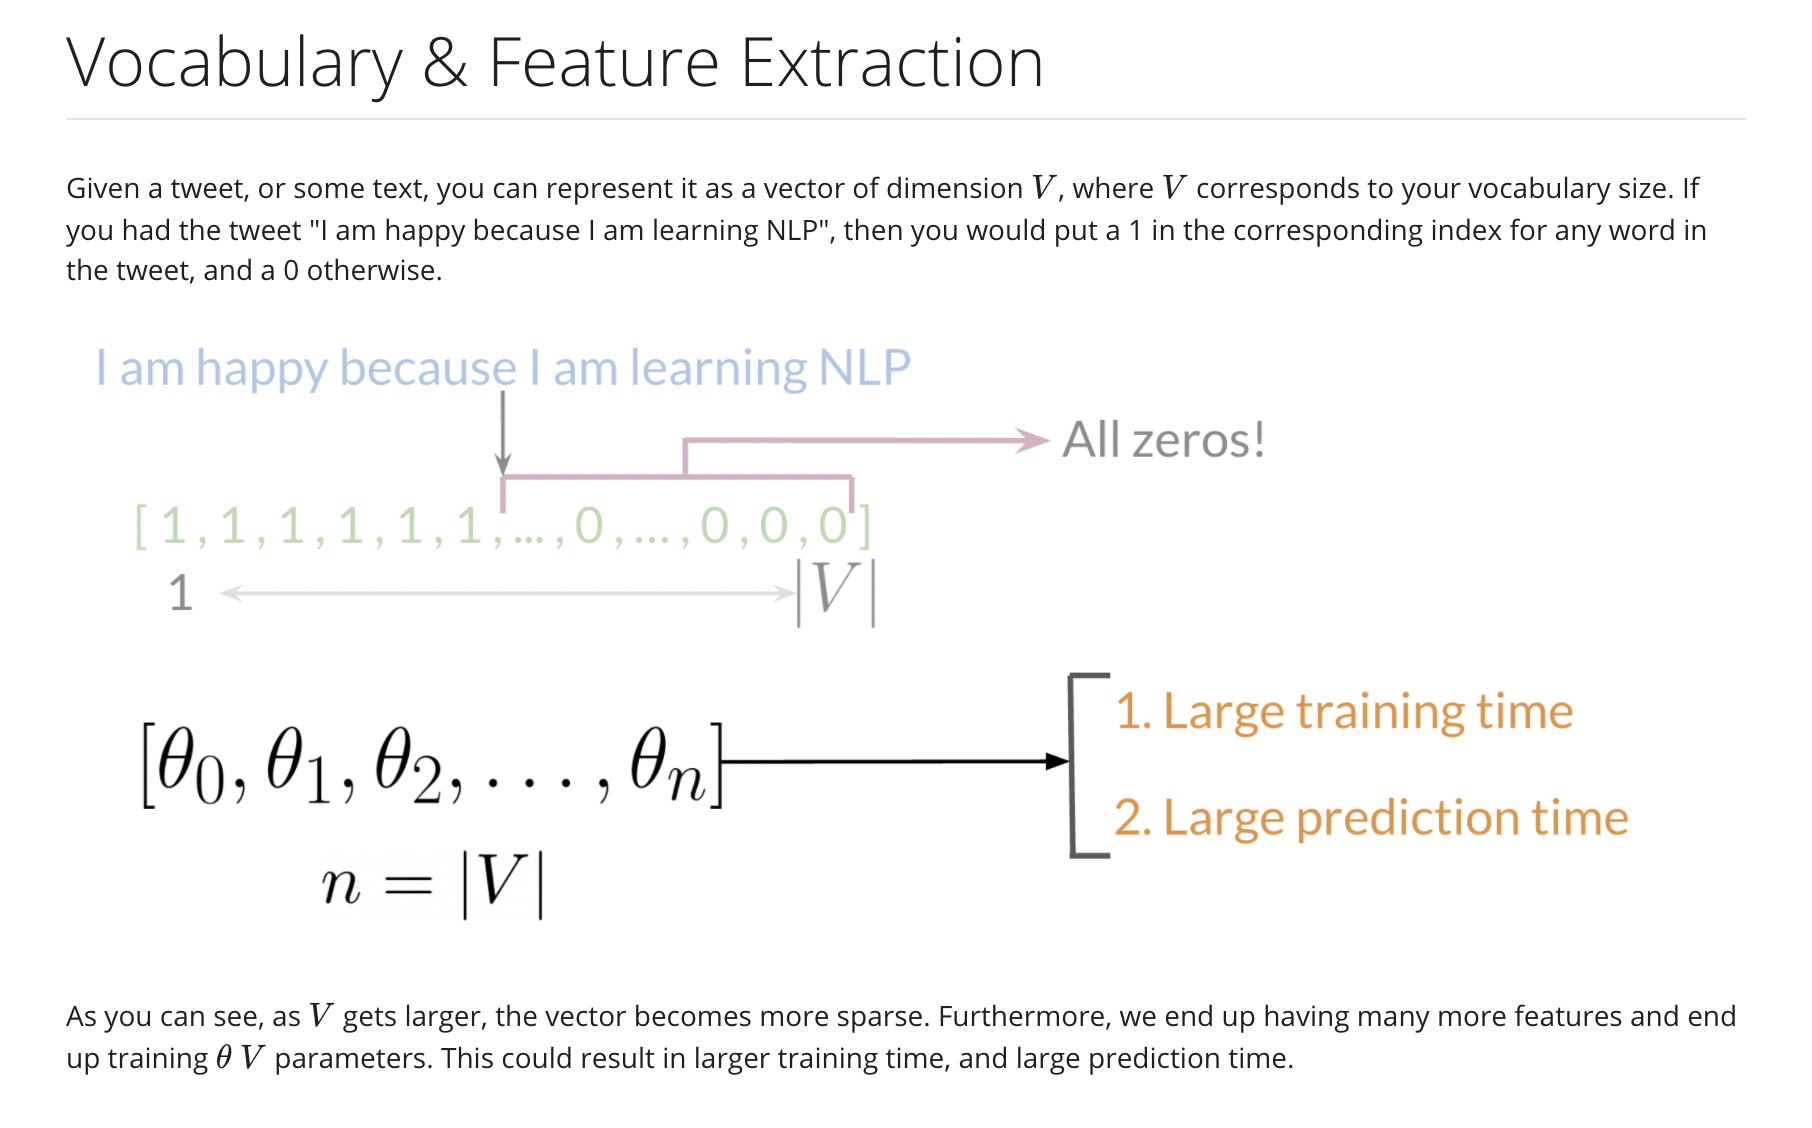 Vocabulary & Feature Extraction
Given a tweet, or some text, you can represent it as a vector of dimension V, where V corresponds to your vocabulary size. If
you had the tweet "I am happy because I am learning NLP", then you would put a 1 in the corresponding index for any word in
the tweet, and a 0 otherwise.
I am happy because I am learning NLP
All zeros!
[ 1 , 1 , 1 , 1 , 1 , 1 , ... , 0 , ... , 0 , 0 , 0 ]
1 |V|
[θ₀, θ₁, θ₂, . . . , θₙ]
1. Large training time
2. Large prediction time
n = |V|
As you can see, as V gets larger, the vector becomes more sparse. Furthermore, we end up having many more features and end
up training θ V parameters. This could result in larger training time, and large prediction time.